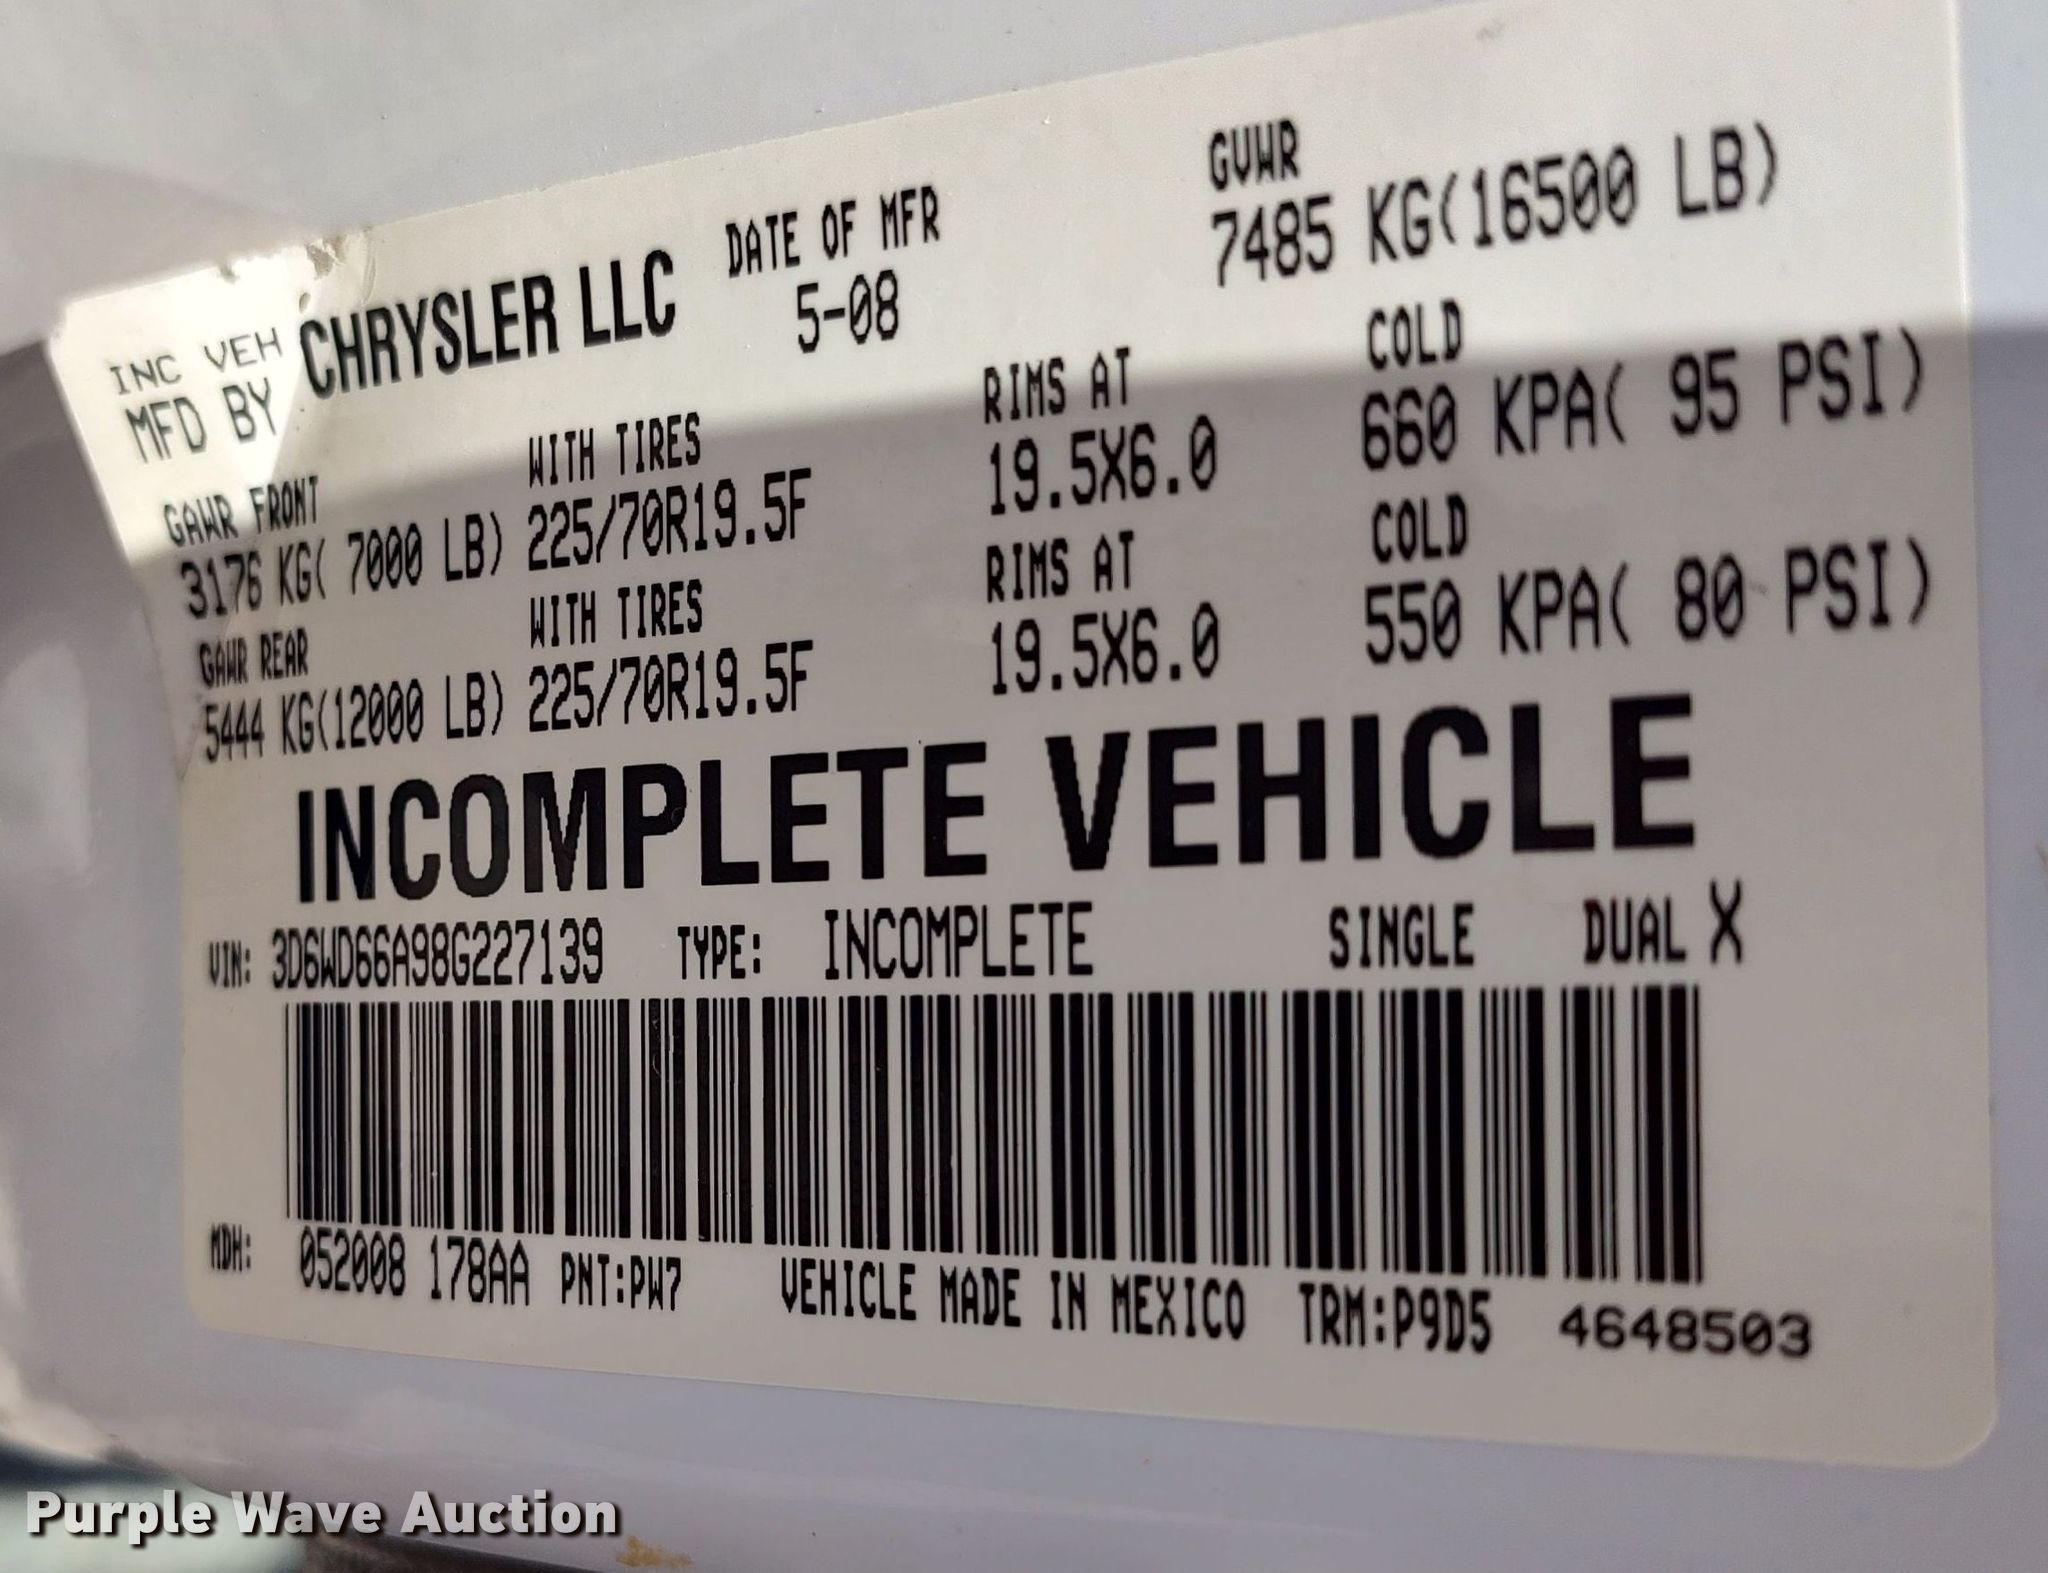 INC VEH
MFD BY CHRYSLER LLC
DATE OF MFR
5-08
GVWR
7485 KG(16500 LB)
GAWR FRONT WITH TIRES RIMS AT COLD
3176 KG( 7000 LB) 225/70R19.5F 19.5X6.0 660 KPA( 95 PSI)
GAWR REAR WITH TIRES RIMS AT COLD
5444 KG(12000 LB) 225/70R19.5F 19.5X6.0 550 KPA( 80 PSI)
INCOMPLETE VEHICLE
VIN: 3D6WD66A98G227139 TYPE: INCOMPLETE SINGLE DUAL X
MDH: 052008 178AA PNT:PW7 VEHICLE MADE IN MEXICO TRM:P9D5 4648503
Purple Wave Auction